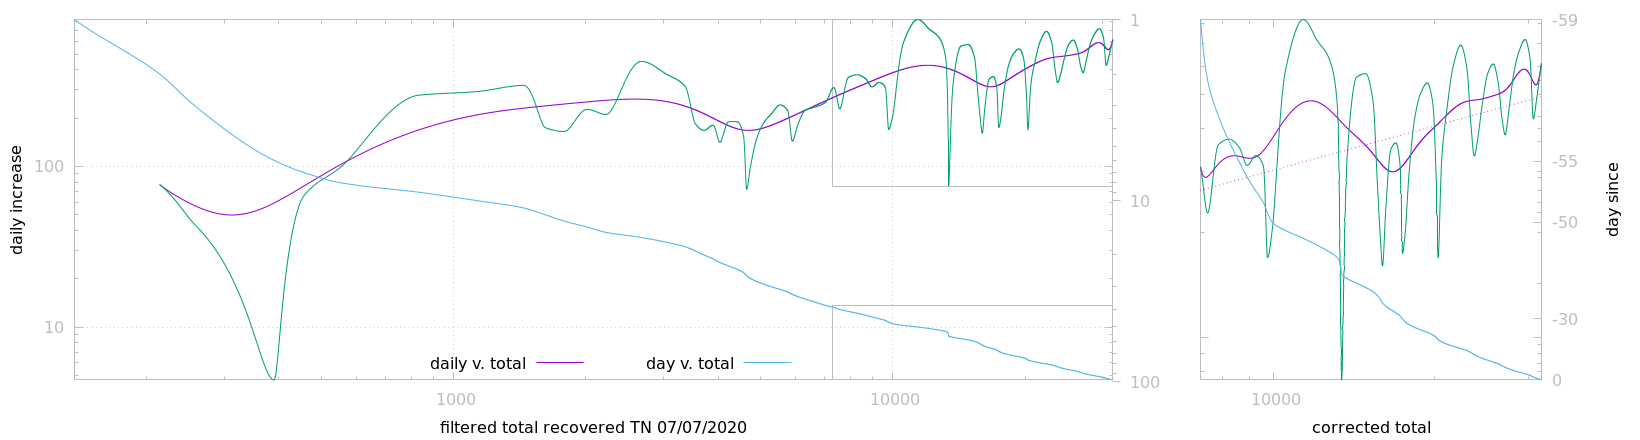 daily increase
100
10
daily v. total
day v. total
1
10
100
1000
10000
filtered total recovered TN 07/07/2020
-59
-55
-50
-30
0
day since
10000
corrected total